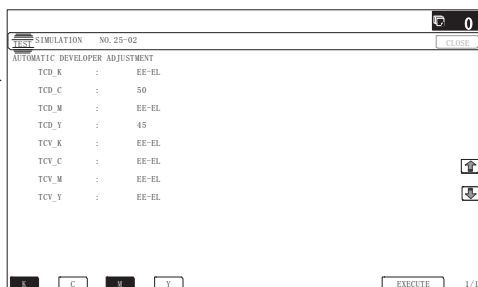 0
TEST SIMULATION NO.25-02 CLOSE
AUTOMATIC DEVELOPER ADJUSTMENT
TCD_K : EE-EL
TCD_C : 50
TCD_M : EE-EL
TCD_Y : 45
TCV_K : EE-EL
TCV_C : EE-EL
TCV_M : EE-EL
TCV_Y : EE-EL
K C M Y EXECUTE 1/1